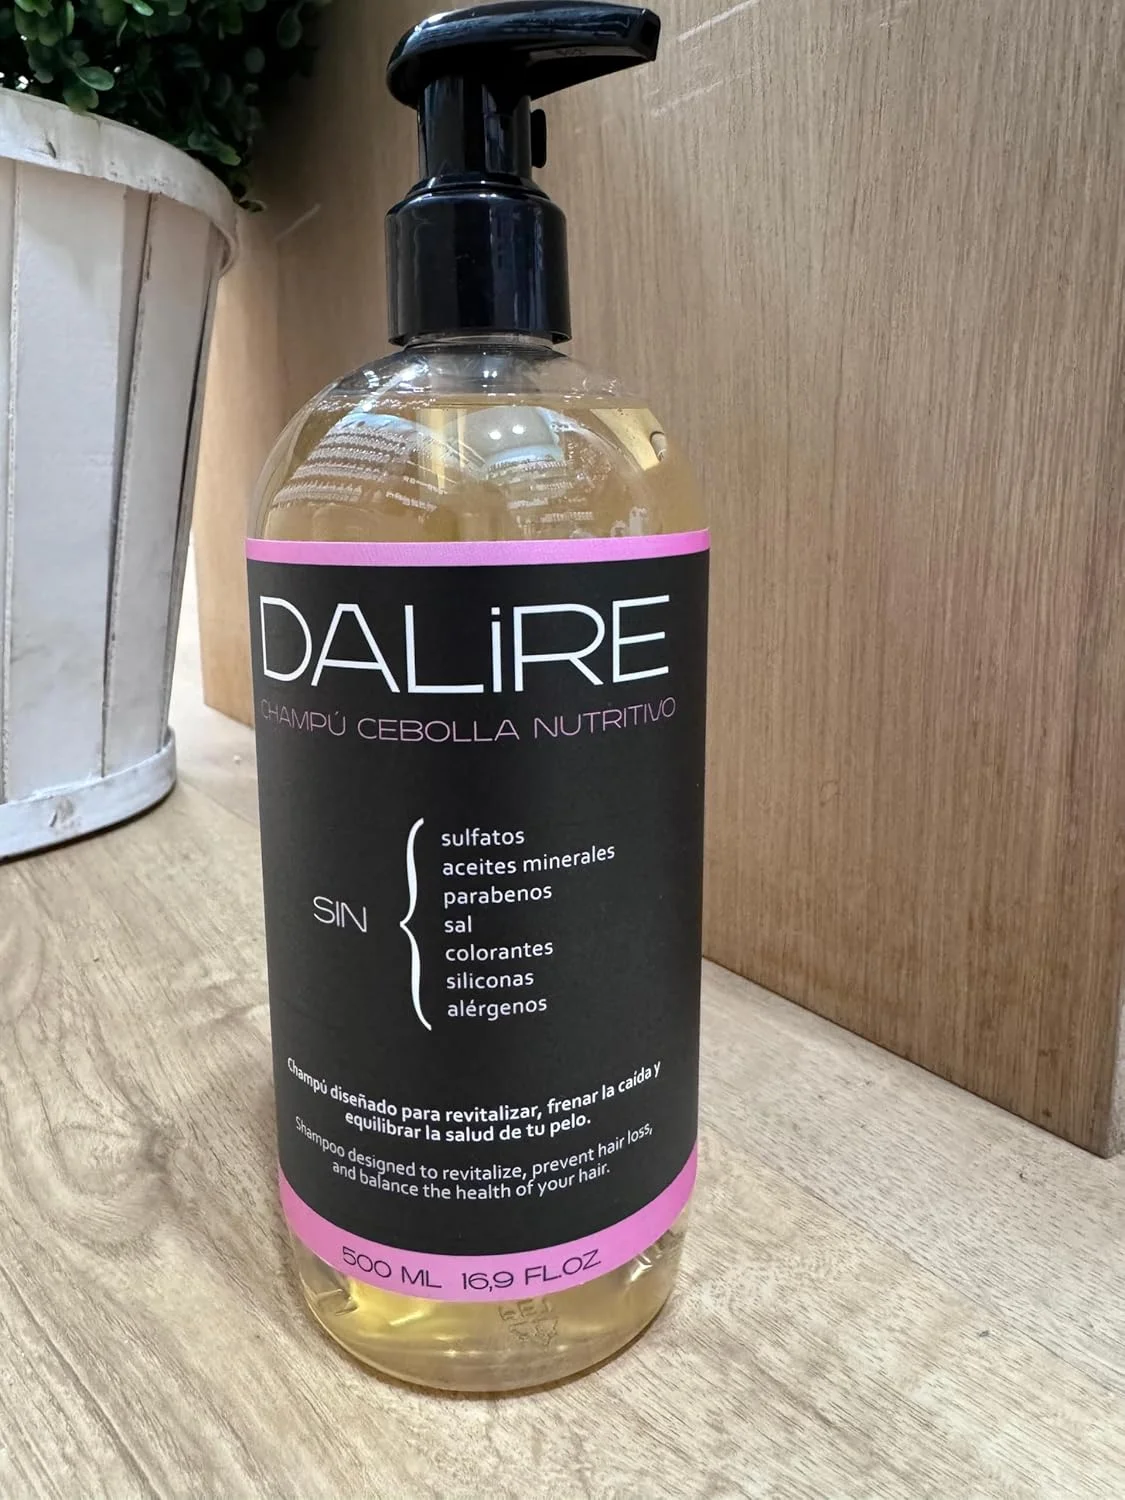 DALiRE
CHAMPÚ CEBOLLA NUTRITIVO
SIN
sulfatos
aceites minerales
parabenos
sal
colorantes
siliconas
alérgenos
Champú diseñado para revitalizar, frenar la caída y
equilibrar la salud de tu pelo.
Shampoo designed to revitalize, prevent hair loss,
and balance the health of your hair.
500 ML 16,9 FL.OZ